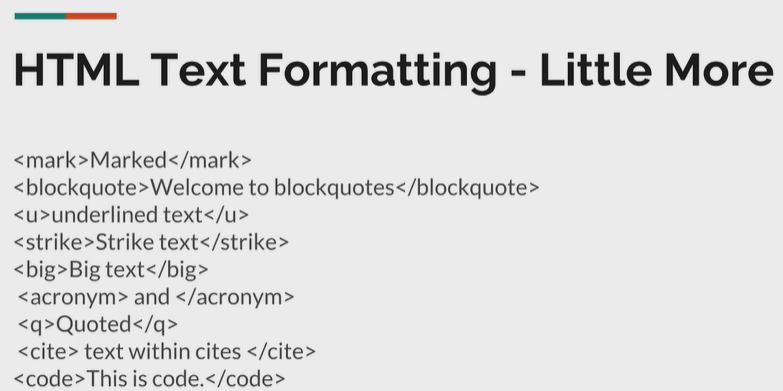 HTML Text Formatting - Little More
<mark>Marked</mark>
<blockquote>Welcome to blockquotes</blockquote>
<u>underlined text</u>
<strike>Strike text</strike>
<big>Big text</big>
<acronym> and </acronym>
<q>Quoted</q>
<cite> text within cites </cite>
<code>This is code.</code>